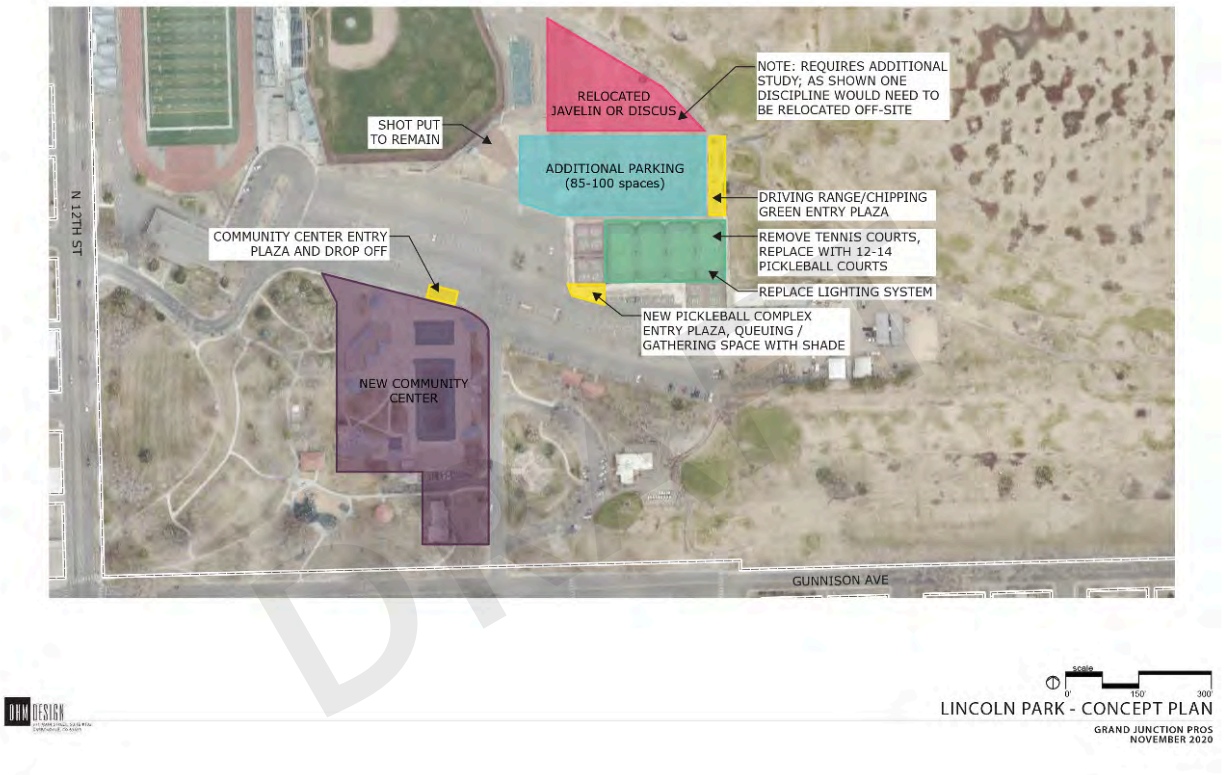 NOTE: REQUIRES ADDITIONAL
STUDY; AS SHOWN ONE
DISCIPLINE WOULD NEED TO
BE RELOCATED OFF-SITE
RELOCATED
JAVELIN OR DISCUS
SHOT PUT
TO REMAIN
ADDITIONAL PARKING
(85-100 spaces)
DRIVING RANGE/CHIPPING
GREEN ENTRY PLAZA
N 12TH ST
COMMUNITY CENTER ENTRY
PLAZA AND DROP OFF
REMOVE TENNIS COURTS,
REPLACE WITH 12-14
PICKLEBALL COURTS
REPLACE LIGHTING SYSTEM
NEW PICKLEBALL COMPLEX
ENTRY PLAZA, QUEUING /
GATHERING SPACE WITH SHADE
NEW COMMUNITY
CENTER
GUNNISON AVE
DRAFT
scale
0' 150' 300'
LINCOLN PARK - CONCEPT PLAN
GRAND JUNCTION PROS
NOVEMBER 2020
DHM DESIGN